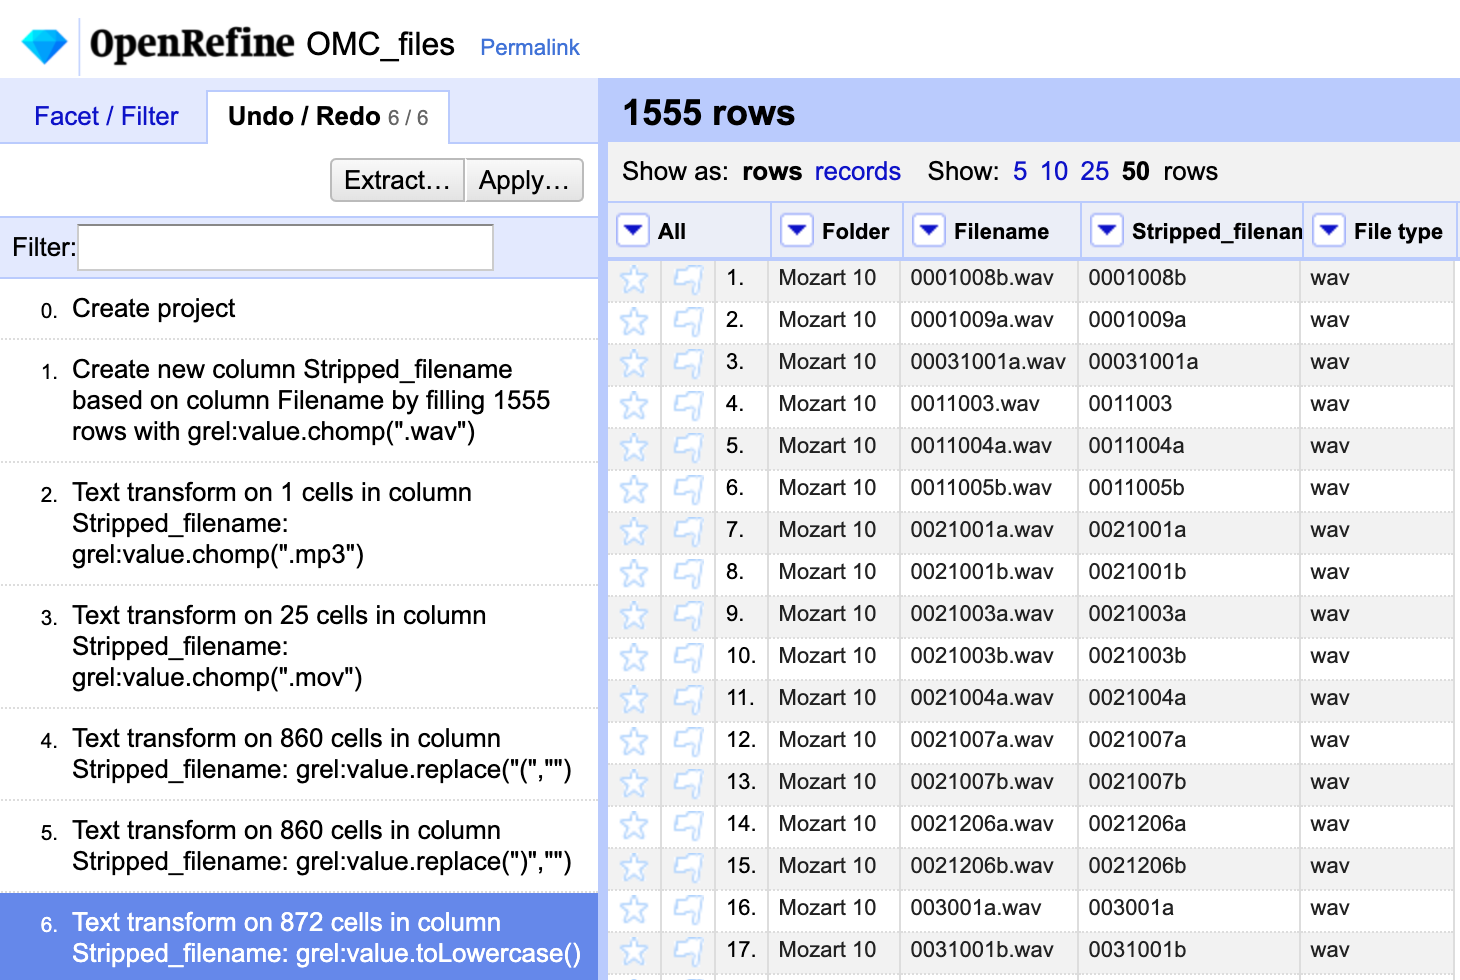 OpenRefine OMC_files Permalink
Facet / Filter Undo / Redo 6 / 6
Extract... Apply...
Filter:
0. Create project
1. Create new column Stripped_filename
based on column Filename by filling 1555
rows with grel:value.chomp(".wav")
2. Text transform on 1 cells in column
Stripped_filename:
grel:value.chomp(".mp3")
3. Text transform on 25 cells in column
Stripped_filename:
grel:value.chomp(".mov")
4. Text transform on 860 cells in column
Stripped_filename: grel:value.replace("(","")
5. Text transform on 860 cells in column
Stripped_filename: grel:value.replace(")","")
6. Text transform on 872 cells in column
Stripped_filename: grel:value.toLowercase()
1555 rows
Show as: rows records Show: 5 10 25 50 rows
All Folder Filename Stripped_filenan File type
1. Mozart 10 0001008b.wav 0001008b wav
2. Mozart 10 0001009a.wav 0001009a wav
3. Mozart 10 00031001a.wav 00031001a wav
4. Mozart 10 0011003.wav 0011003 wav
5. Mozart 10 0011004a.wav 0011004a wav
6. Mozart 10 0011005b.wav 0011005b wav
7. Mozart 10 0021001a.wav 0021001a wav
8. Mozart 10 0021001b.wav 0021001b wav
9. Mozart 10 0021003a.wav 0021003a wav
10. Mozart 10 0021003b.wav 0021003b wav
11. Mozart 10 0021004a.wav 0021004a wav
12. Mozart 10 0021007a.wav 0021007a wav
13. Mozart 10 0021007b.wav 0021007b wav
14. Mozart 10 0021206a.wav 0021206a wav
15. Mozart 10 0021206b.wav 0021206b wav
16. Mozart 10 003001a.wav 003001a wav
17. Mozart 10 0031001b.wav 0031001b wav